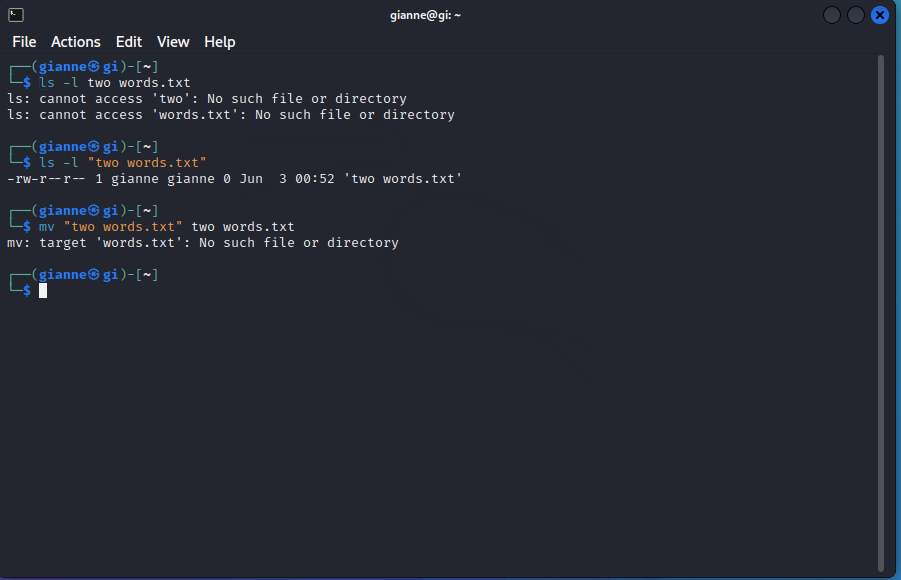 gianne@gi: ~
File Actions Edit View Help
┌──(gianne㉿gi)-[~]
└─$ ls -l two words.txt
ls: cannot access 'two': No such file or directory
ls: cannot access 'words.txt': No such file or directory
┌──(gianne㉿gi)-[~]
└─$ ls -l "two words.txt"
-rw-r--r-- 1 gianne gianne 0 Jun  3 00:52 'two words.txt'
┌──(gianne㉿gi)-[~]
└─$ mv "two words.txt" two words.txt
mv: target 'words.txt': No such file or directory
┌──(gianne㉿gi)-[~]
└─$